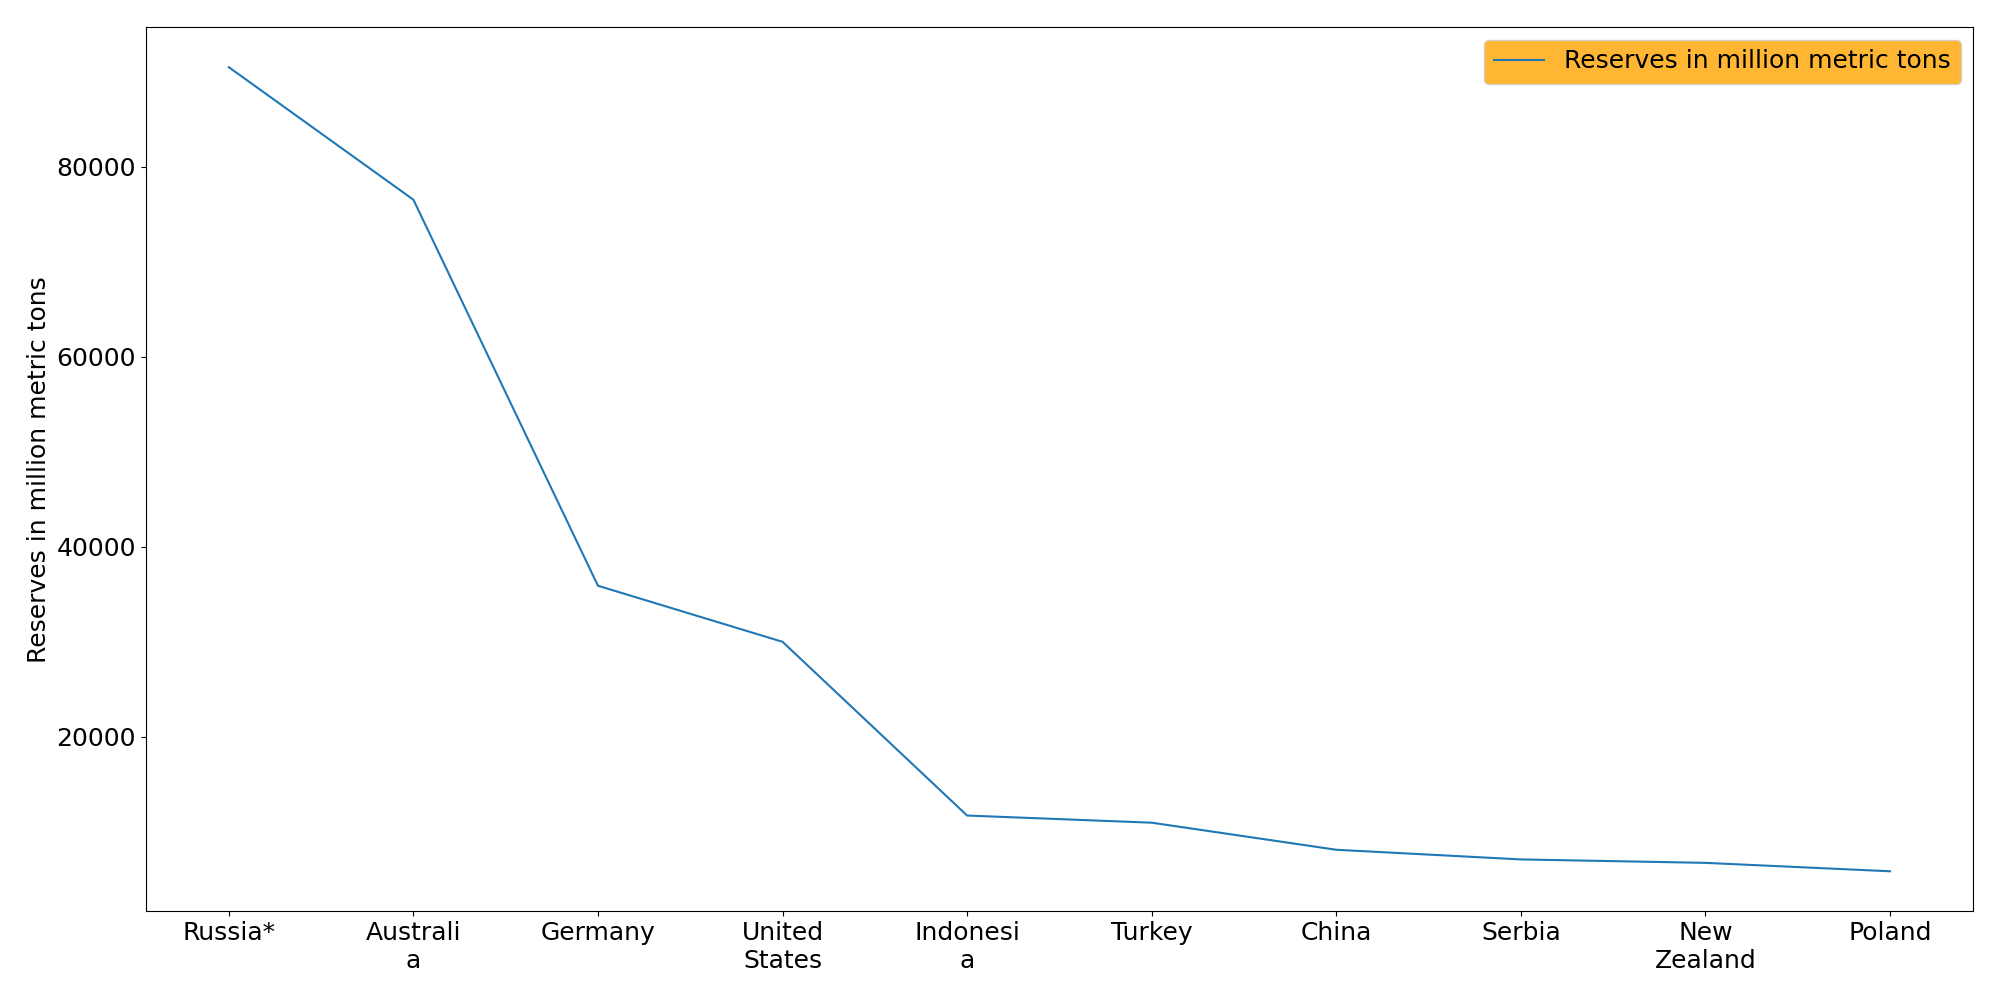 Reserves in million metric tons
80000
60000
40000
20000
Reserves in million metric tons
Russia*
Australi
a
Germany
United
States
Indonesi
a
Turkey
China
Serbia
New
Zealand
Poland